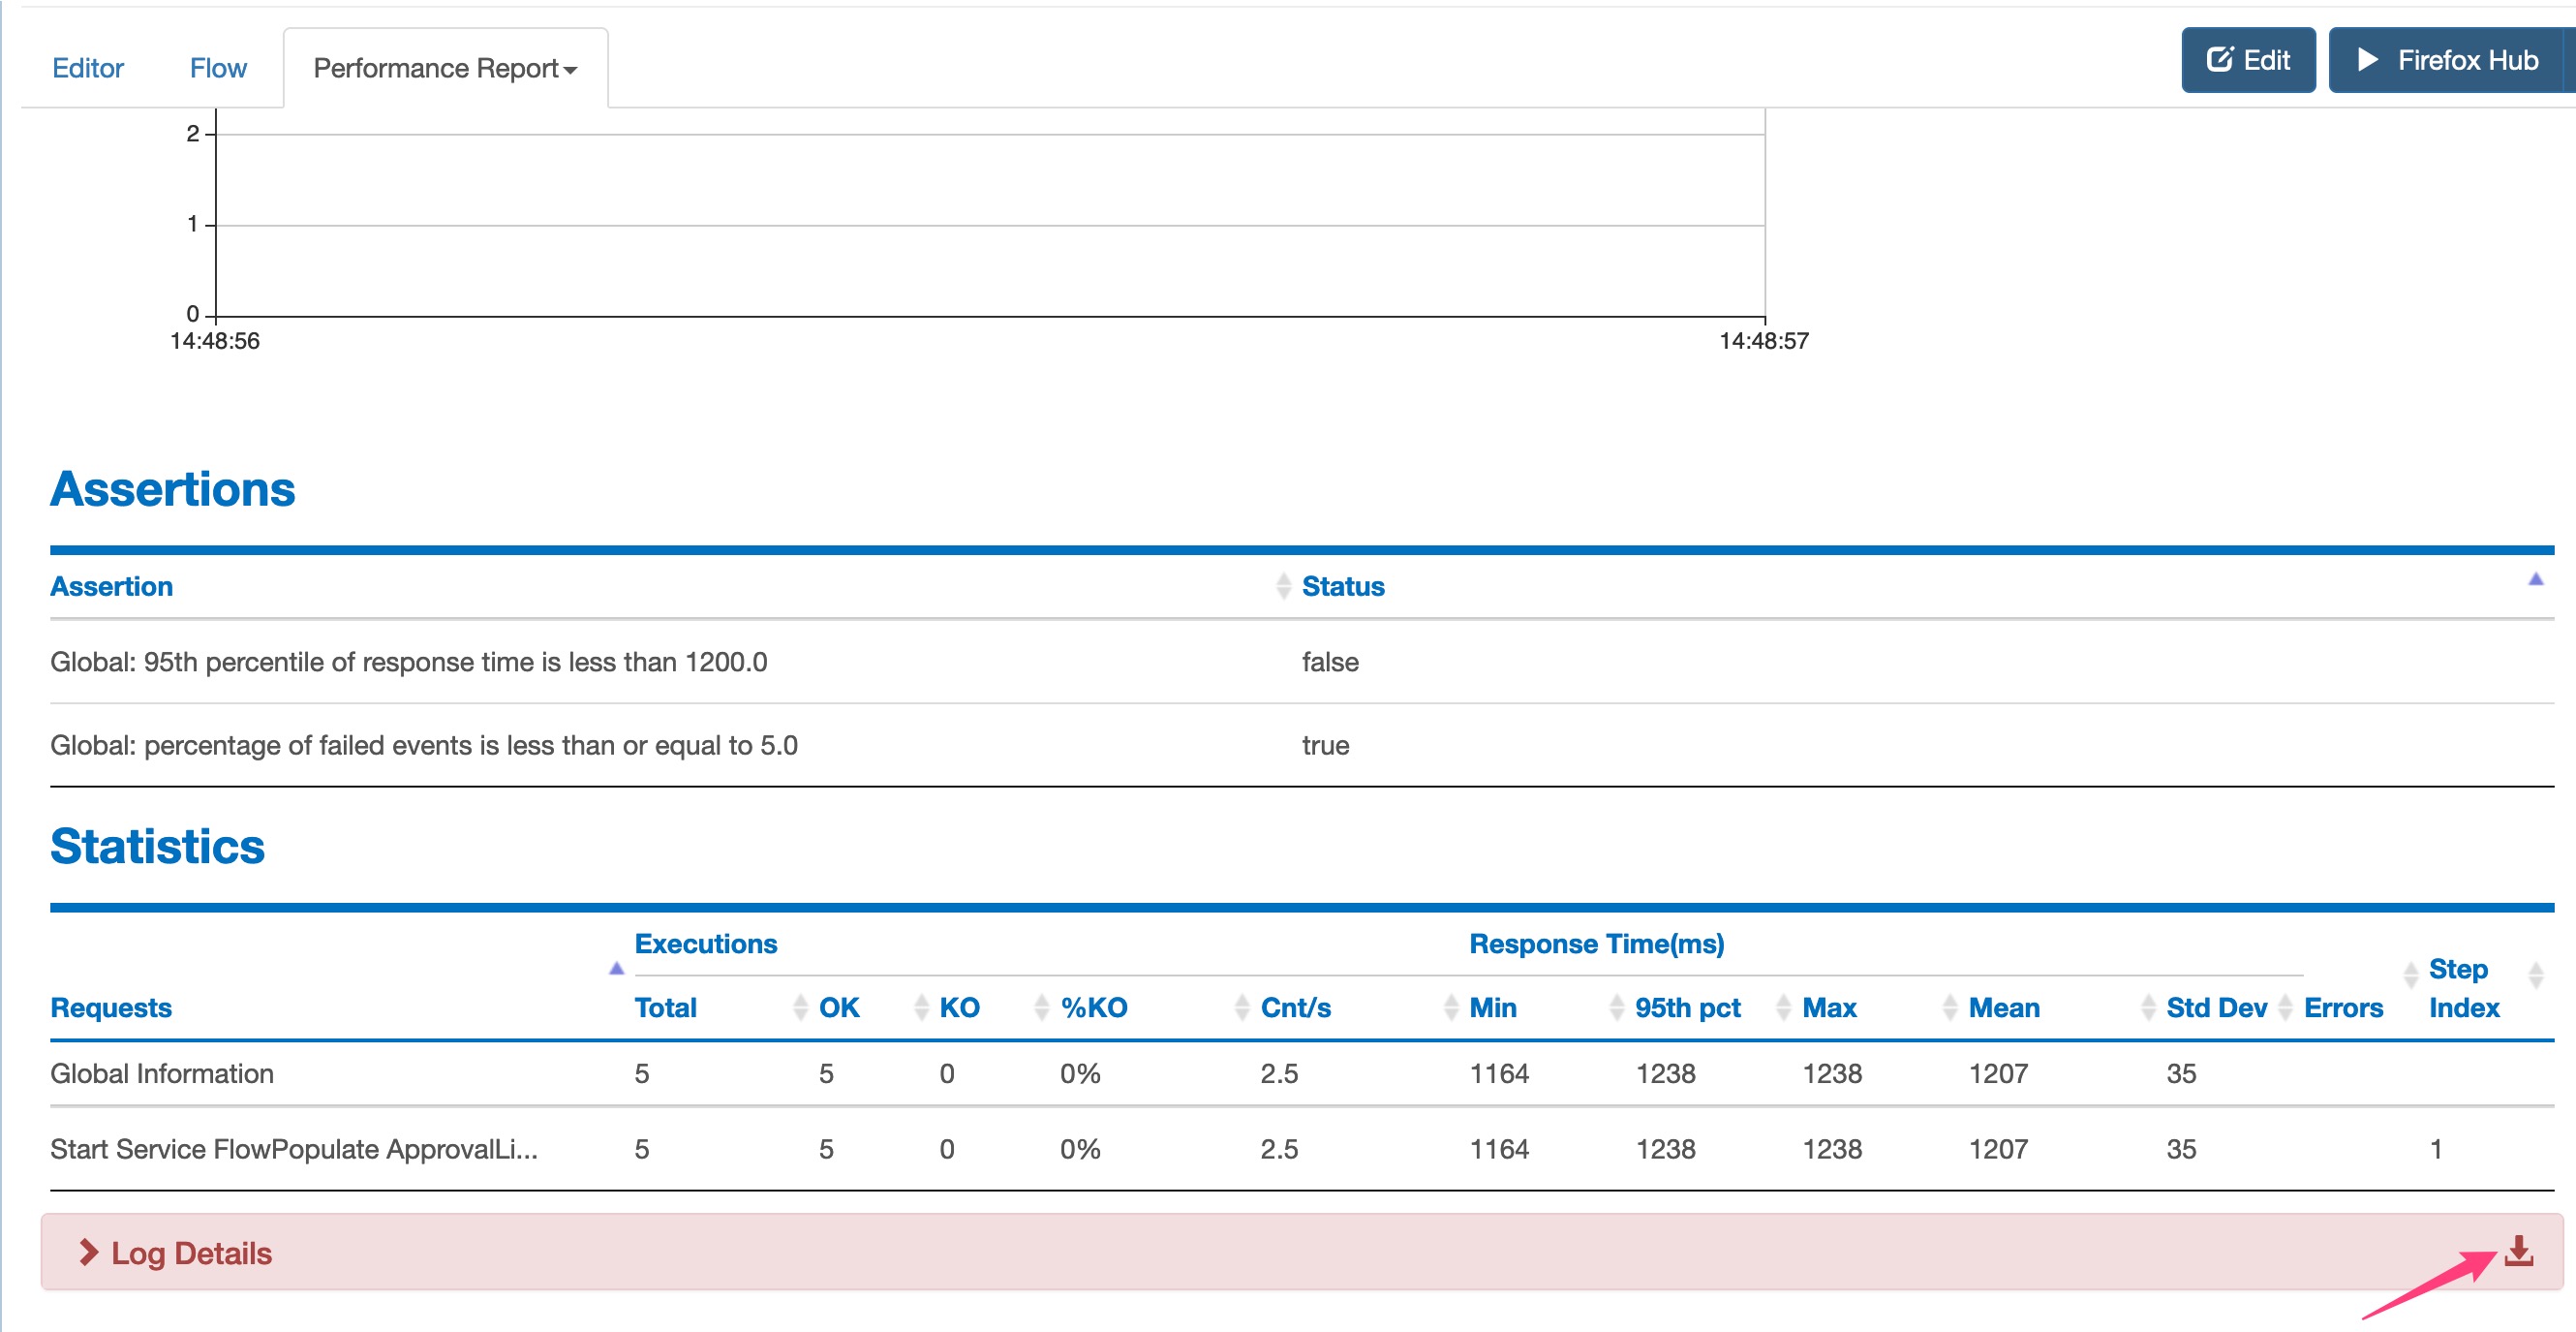 Editor Flow Performance Report Edit Firefox Hub
2
1
0
14:48:56 14:48:57
Assertions
Assertion Status
Global: 95th percentile of response time is less than 1200.0 false
Global: percentage of failed events is less than or equal to 5.0 true
Statistics
Executions Response Time(ms)
Requests Total OK KO %KO Cnt/s Min 95th pct Max Mean Std Dev Errors Step Index
Global Information 5 5 0 0% 2.5 1164 1238 1238 1207 35
Start Service FlowPopulate ApprovalLi... 5 5 0 0% 2.5 1164 1238 1238 1207 35 1
Log Details